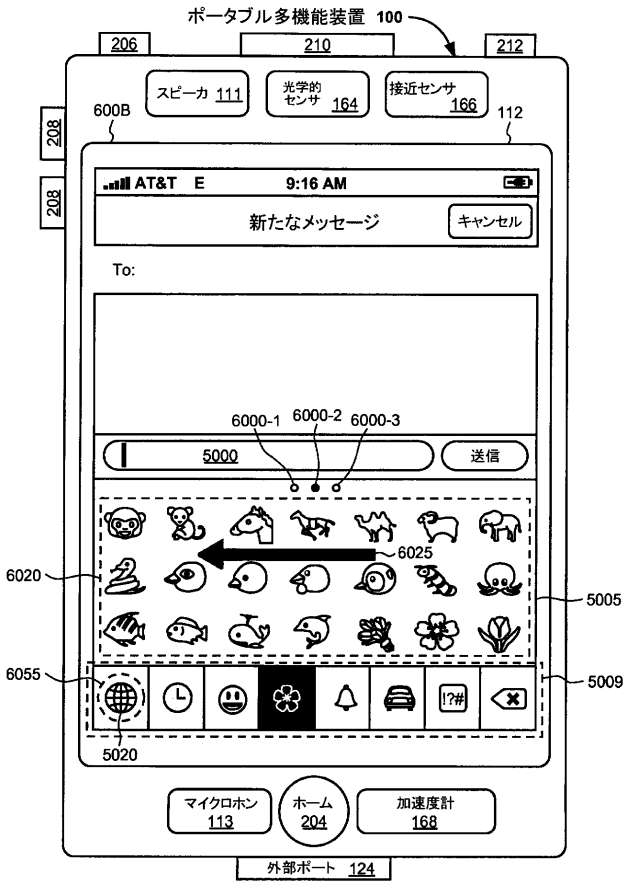 ポータブル多機能装置 100
206
210
212
スピーカ 111
光学的
センサ 164
接近センサ
166
208
208
600B
112
AT&T E 9:16 AM
新たなメッセージ
キャンセル
To:
6000-1
6000-2
6000-3
5000
送信
6025
6020
5005
6055
5009
!?#
5020
マイクロホン
113
ホーム
204
加速度計
168
外部ポート 124